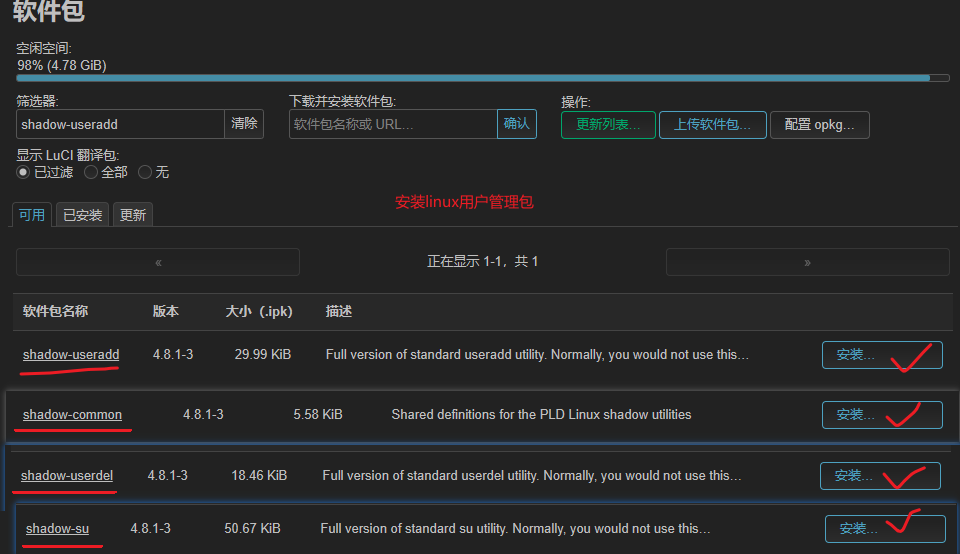 软件包
空闲空间:
98% (4.78 GiB)
筛选器:
下载并安装软件包:
操作:
shadow-useradd
清除
软件包名称或 URL...
确认
更新列表...
上传软件包...
配置 opkg...
显示 LuCI 翻译包:
已过滤
全部
无
安装linux用户管理包
可用
已安装
更新
«
正在显示 1-1，共 1
»
软件包名称 版本 大小（.ipk） 描述
shadow-useradd 4.8.1-3 29.99 KiB Full version of standard useradd utility. Normally, you would not use this… 安装...
shadow-common 4.8.1-3 5.58 KiB Shared definitions for the PLD Linux shadow utilities 安装...
shadow-userdel 4.8.1-3 18.46 KiB Full version of standard userdel utility. Normally, you would not use this… 安装...
shadow-su 4.8.1-3 50.67 KiB Full version of standard su utility. Normally, you would not use this… 安装...